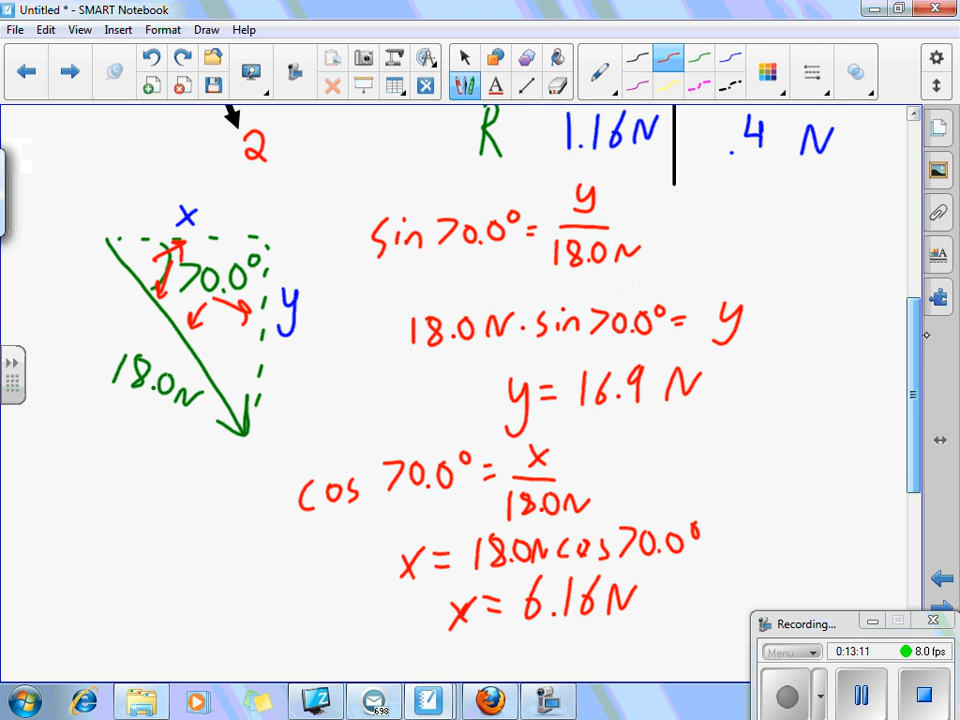 Untitled * - SMART Notebook
File Edit View Insert Format Draw Help
2
R 1.16N .4 N
x
70.0°
y
18.0N
sin 70.0° = y
18.0N
18.0N · sin 70.0° = y
y = 16.9 N
cos 70.0° = x
18.0N
x = 18.0N cos 70.0°
x = 6.16N
Recording...
Menu 0:13:11 8.0 fps
698